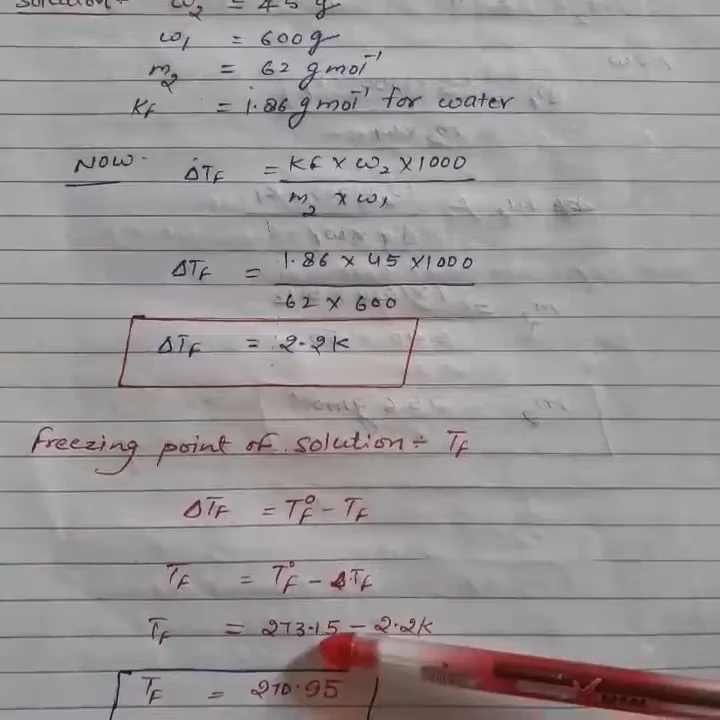 Solution - w₂ = 45 g
w₁ = 600g
m₂ = 62 g mol⁻¹
Kf = 1.86 g mol⁻¹ for water
NOW- ΔTf = Kf × w₂ × 1000
m₂ × w₁
ΔTf = 1.86 × 45 × 1000
62 × 600
ΔTf = 2.2K
freezing point of solution ÷ Tf
ΔTf = T°f - Tf
Tf = T°f - ΔTf
Tf = 273.15 - 2.2K
Tf = 270.95